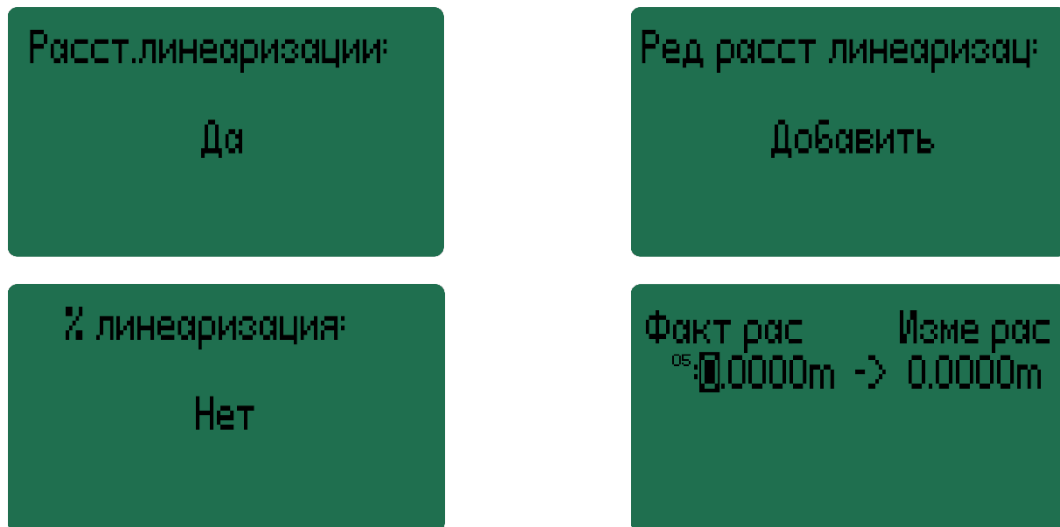 Расст.линеаризации:
Да
Ред расст линеаризац:
Добавить
% линеаризация:
Нет
Факт рас Изме рас
05:0.0000m -> 0.0000m